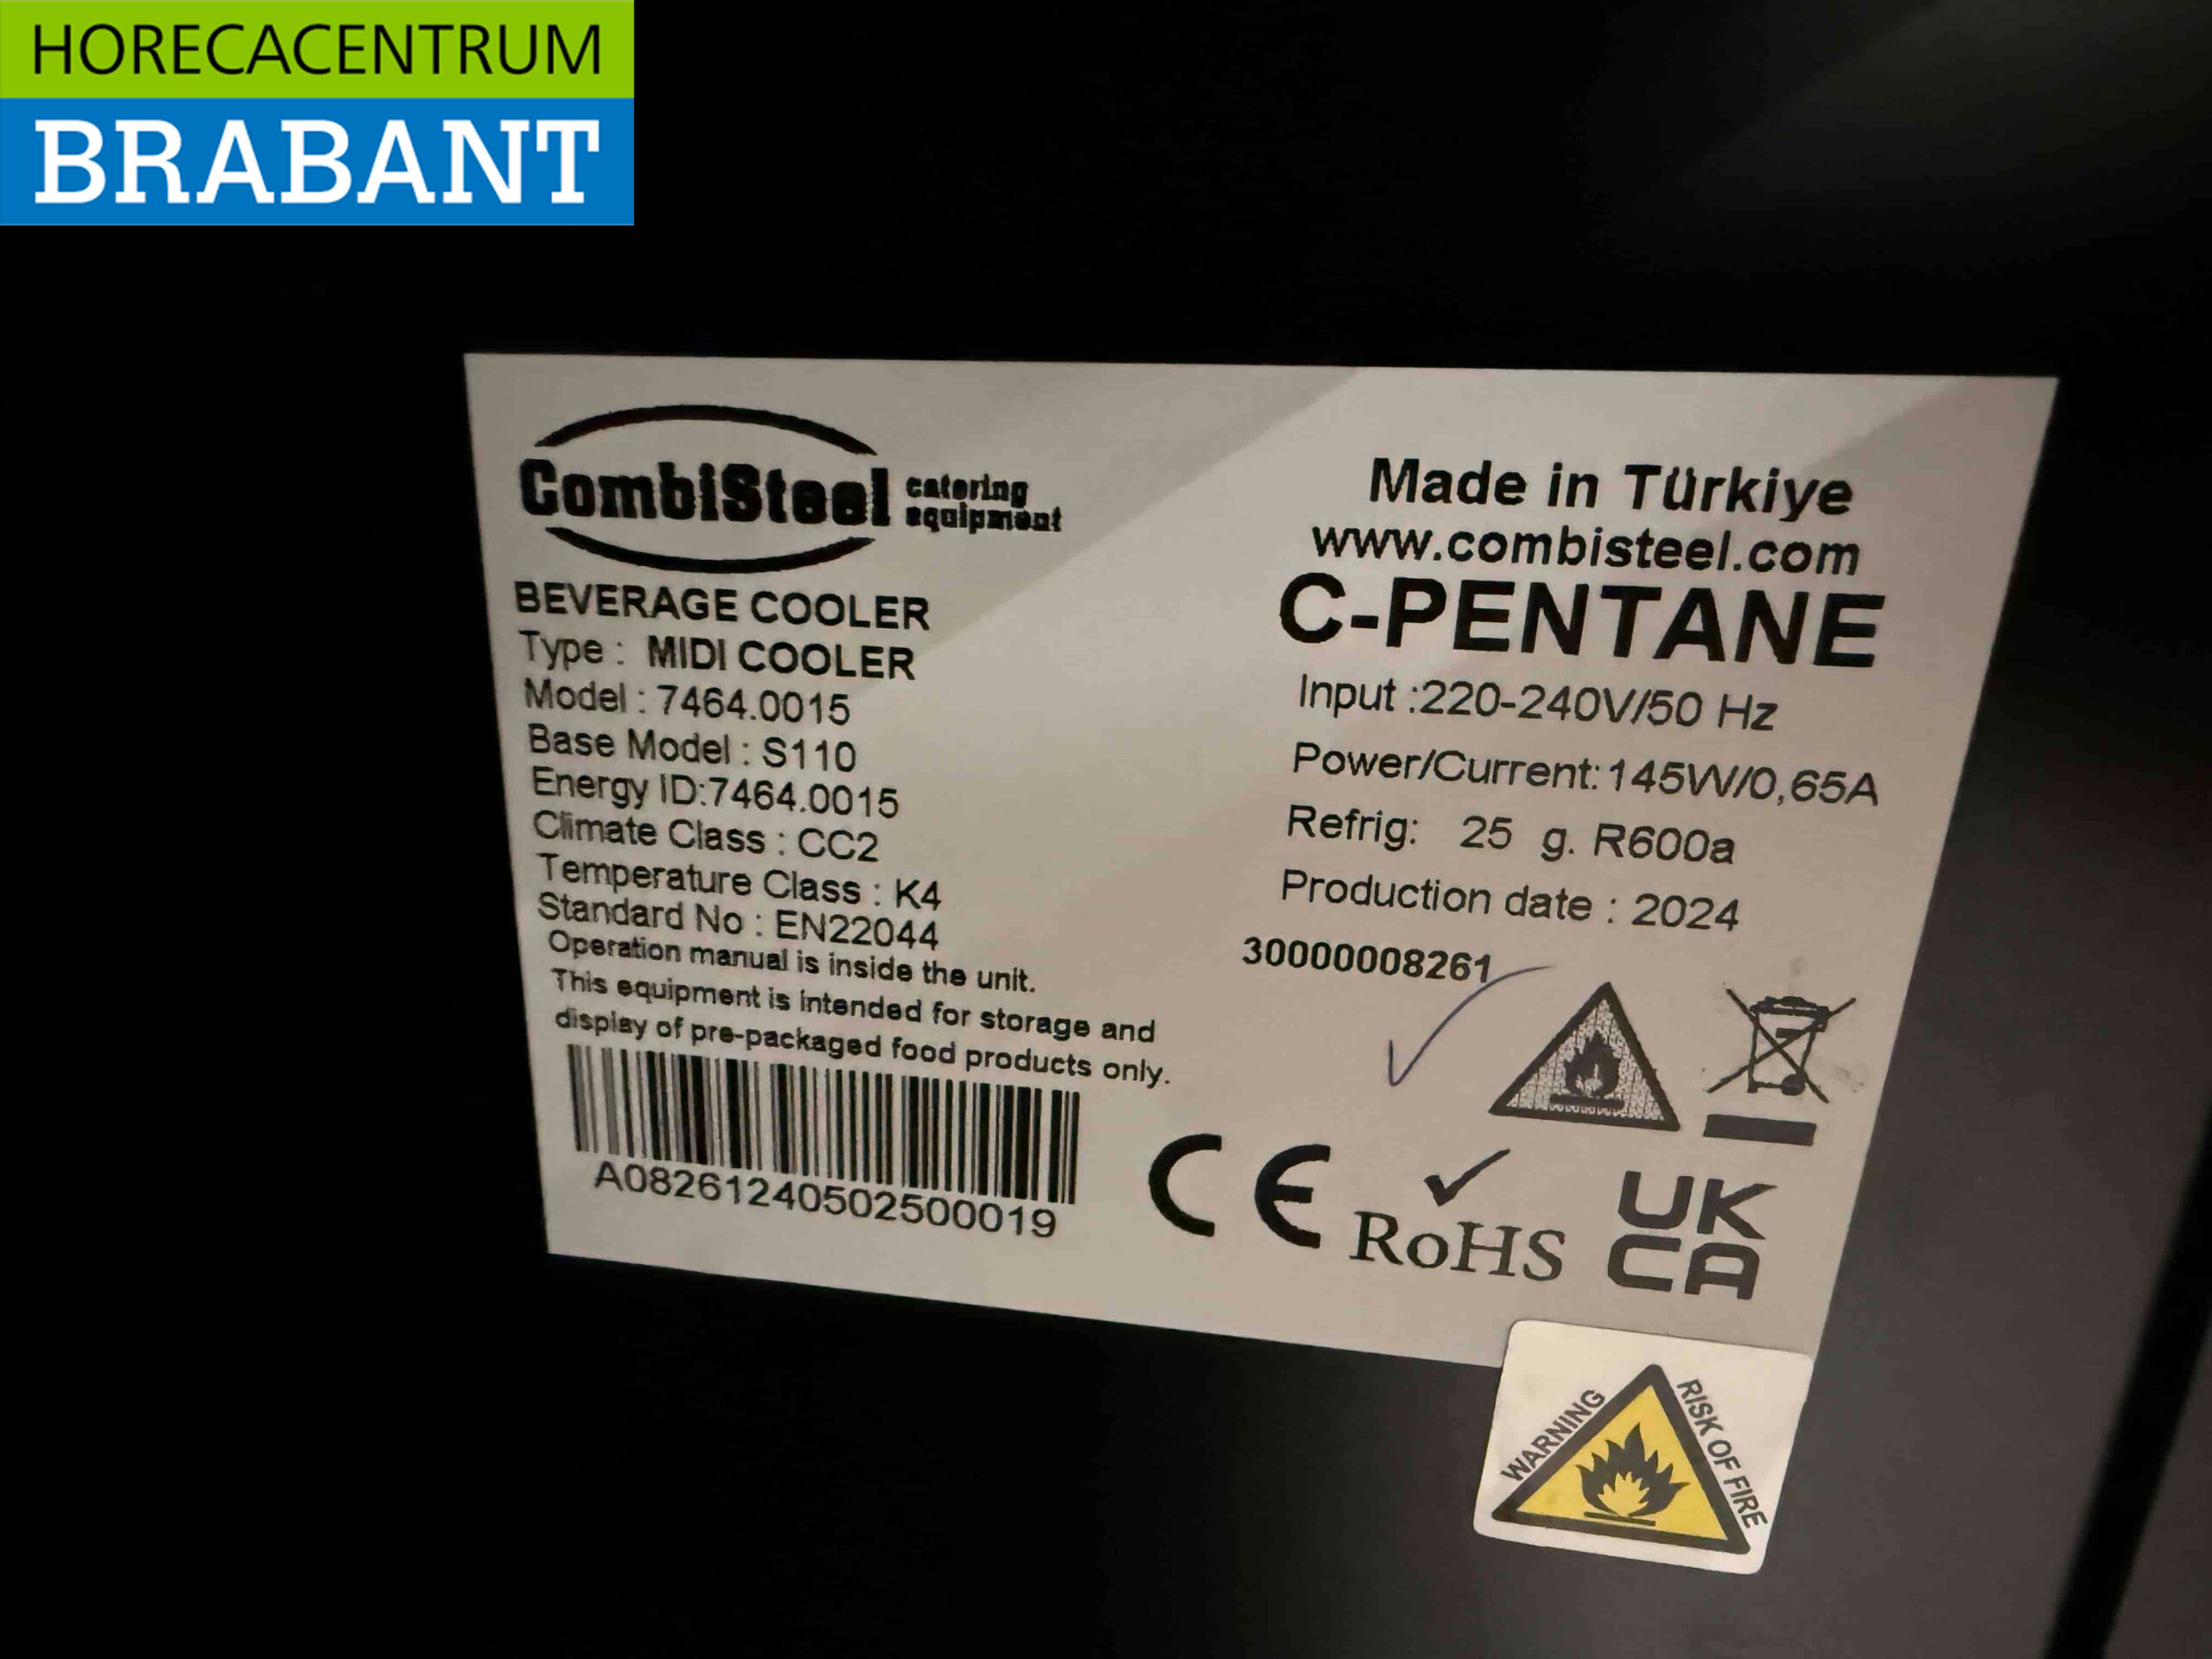 HORECACENTRUM
BRABANT
CombiSteel catering equipment
BEVERAGE COOLER
Type : MIDI COOLER
Model : 7464.0015
Base Model : S110
Energy ID:7464.0015
Climate Class : CC2
Temperature Class : K4
Standard No : EN22044
Operation manual is inside the unit.
This equipment is intended for storage and
display of pre-packaged food products only.
A08261240502500019
Made in Türkiye
www.combisteel.com
C-PENTANE
Input :220-240V/50 Hz
Power/Current:145W/0,65A
Refrig: 25 g. R600a
Production date : 2024
30000008261
CE
RoHS
UK
CA
WARNING
RISK OF FIRE